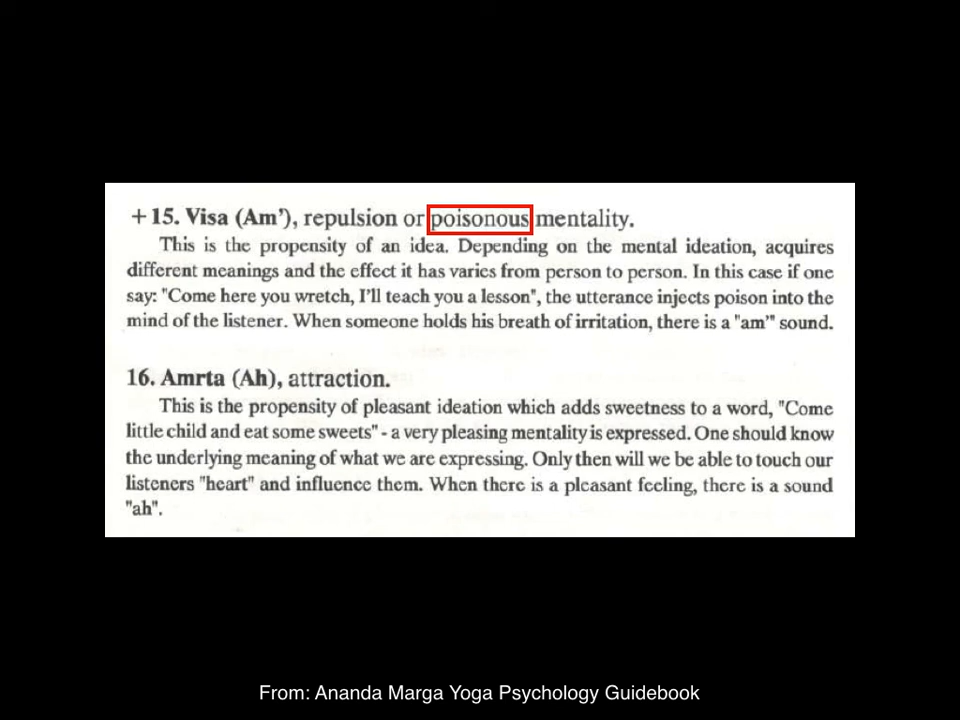 +15. Visa (Am'), repulsion or poisonous mentality.
This is the propensity of an idea. Depending on the mental ideation, acquires
different meanings and the effect it has varies from person to person. In this case if one
say: "Come here you wretch, I'll teach you a lesson", the utterance injects poison into the
mind of the listener. When someone holds his breath of irritation, there is a "am'" sound.
16. Amrta (Ah), attraction.
This is the propensity of pleasant ideation which adds sweetness to a word, "Come
little child and eat some sweets" - a very pleasing mentality is expressed. One should know
the underlying meaning of what we are expressing. Only then will we be able to touch our
listeners "heart" and influence them. When there is a pleasant feeling, there is a sound
"ah".
From: Ananda Marga Yoga Psychology Guidebook